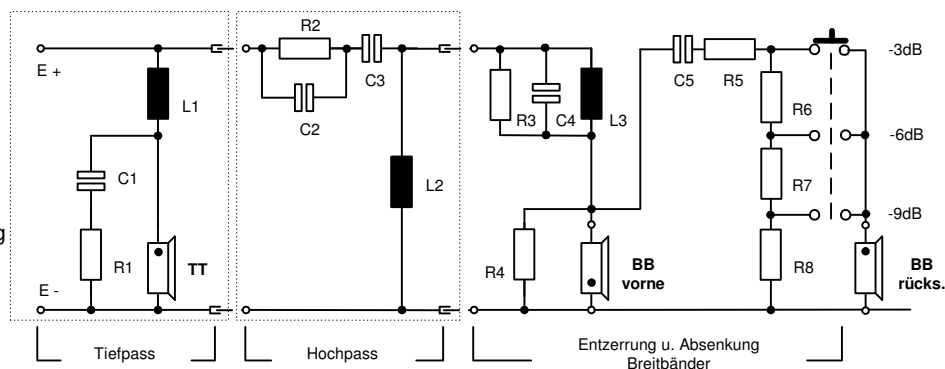 E +
L1
C1
R1
TT
E -
Tiefpass
R2
C2
C3
L2
Hochpass
R3
C4
L3
R4
BB
vorne
C5
R5
R6
R7
R8
-3dB
-6dB
-9dB
BB
rücks.
Entzerrung u. Absenkung
Breitbänder
g